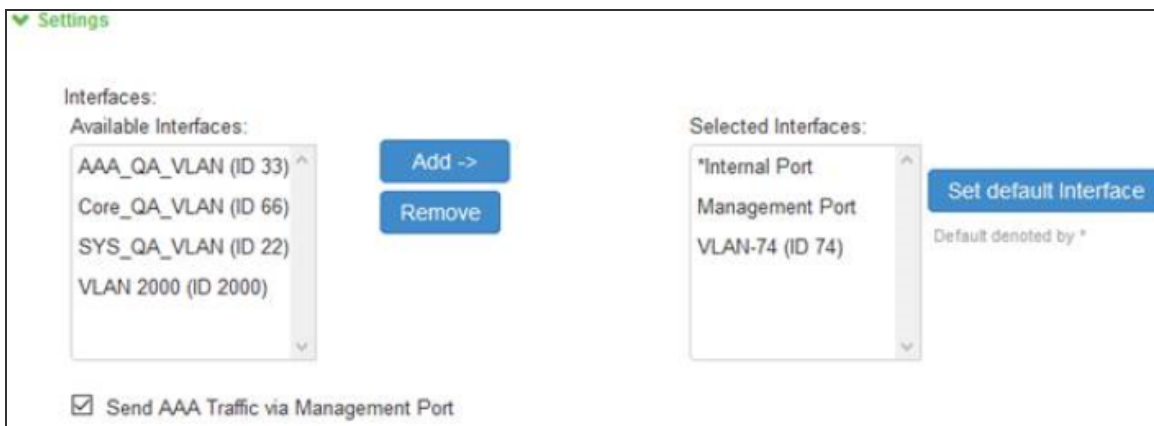 Settings
Interfaces:
Available Interfaces:
AAA_QA_VLAN (ID 33)
Core_QA_VLAN (ID 66)
SYS_QA_VLAN (ID 22)
VLAN 2000 (ID 2000)
Add ->
Remove
Selected Interfaces:
*Internal Port
Management Port
VLAN-74 (ID 74)
Set default Interface
Default denoted by *
Send AAA Traffic via Management Port